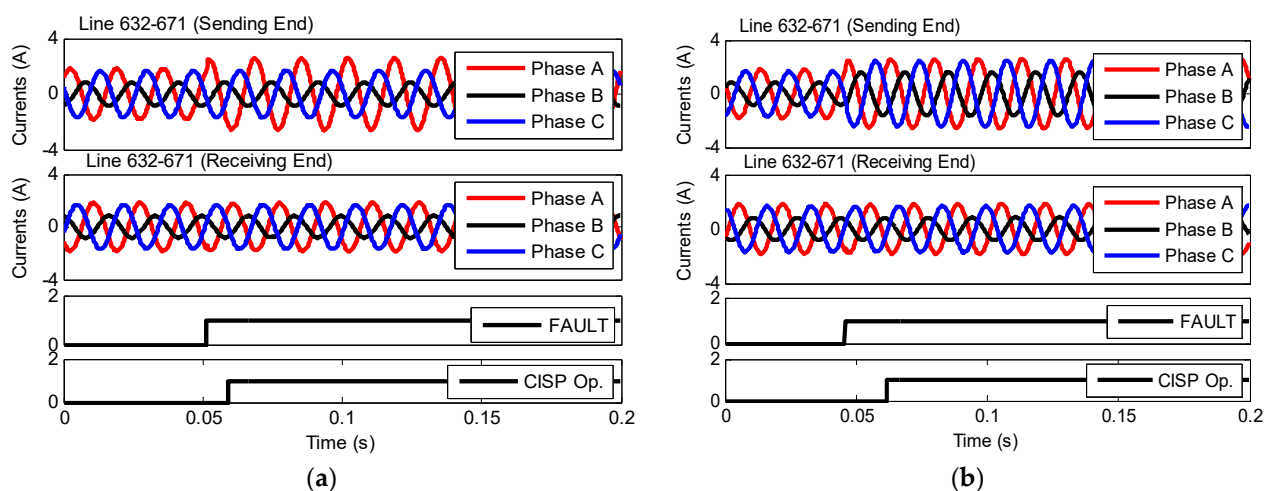 Line 632-671 (Sending End)
4
0
-4
Currents (A)
Phase A
Phase B
Phase C
Line 632-671 (Receiving End)
4
0
-4
Currents (A)
Phase A
Phase B
Phase C
2
0
FAULT
2
0
CISP Op.
0
0.05
0.1
0.15
0.2
Time (s)
(a)
Line 632-671 (Sending End)
4
0
-4
Currents (A)
Phase A
Phase B
Phase C
Line 632-671 (Receiving End)
4
0
-4
Currents (A)
Phase A
Phase B
Phase C
2
0
FAULT
2
0
CISP Op.
0
0.05
0.1
0.15
0.2
Time (s)
(b)